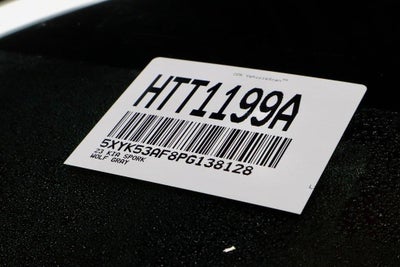 HTT1199A
5XYK53AF8PG138128
23 KIA SPORK
WOLF GRAY